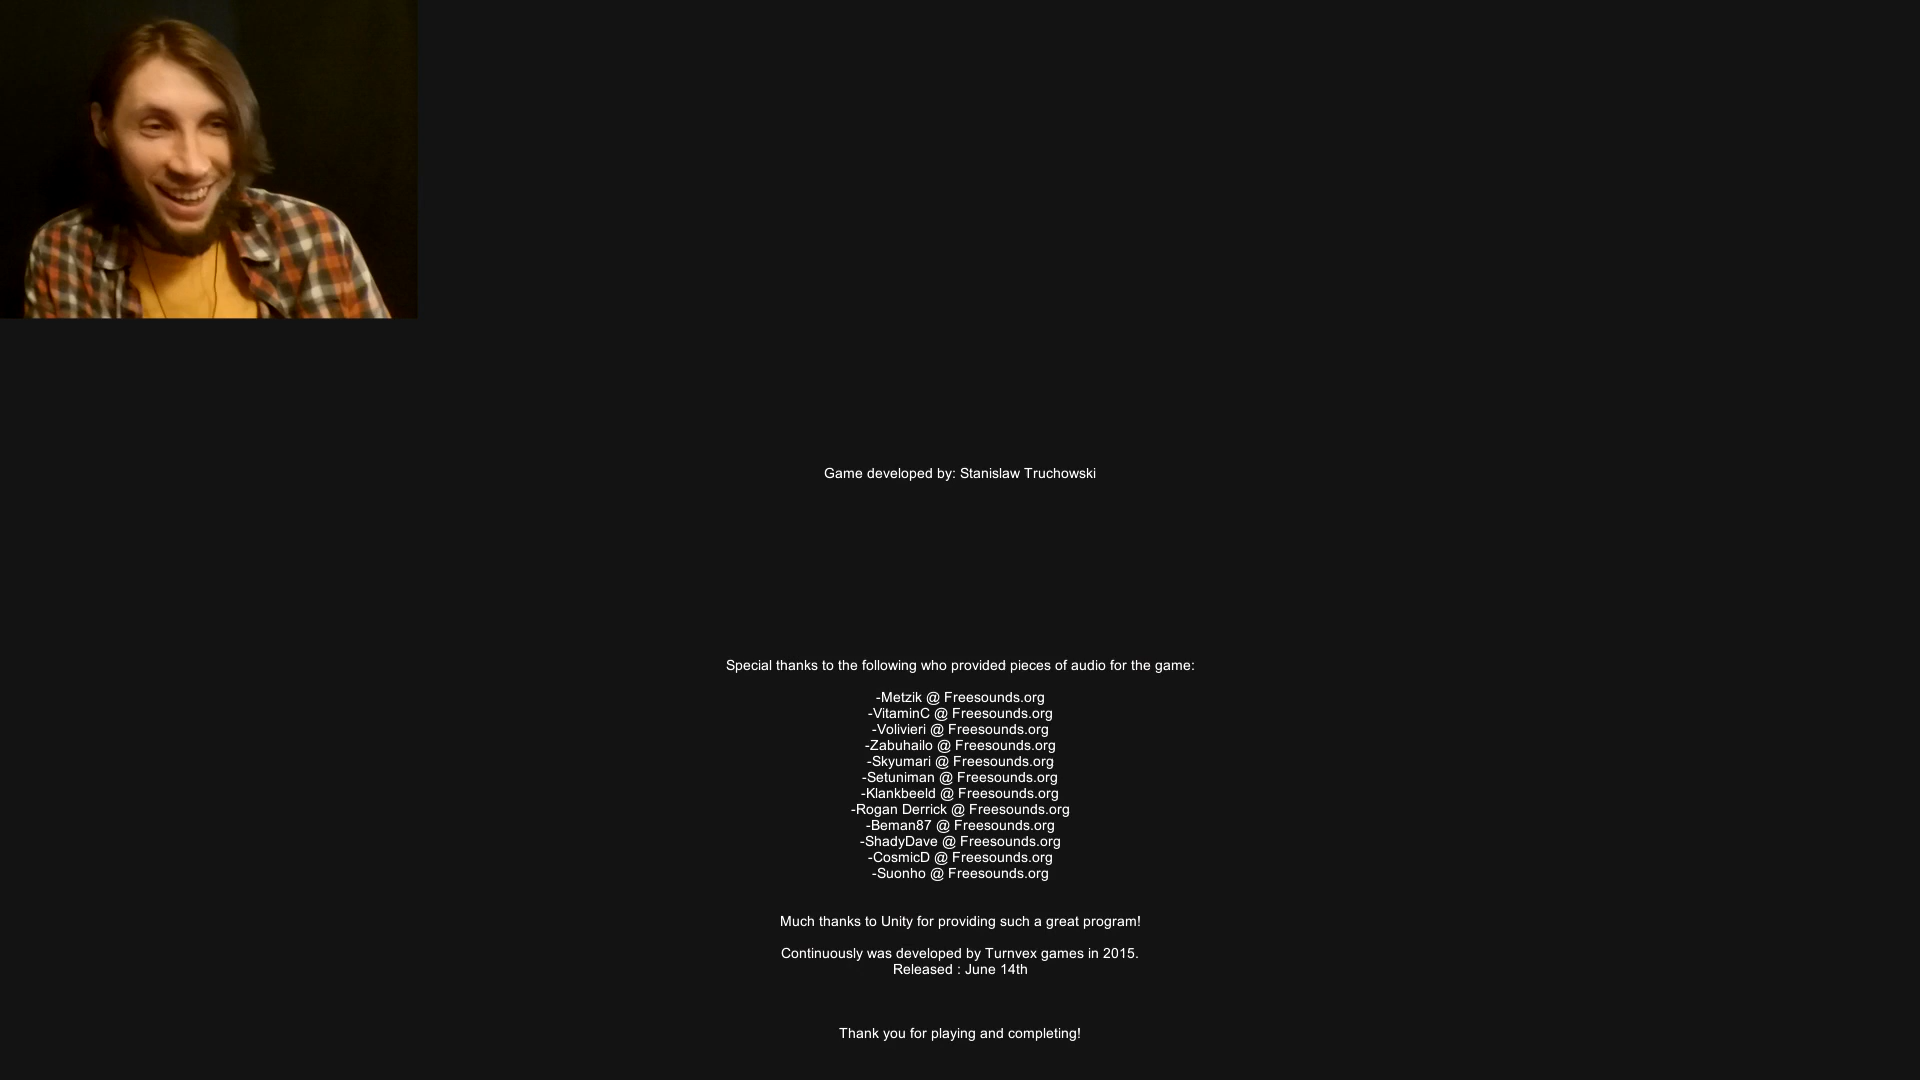 Game developed by: Stanislaw Truchowski
Special thanks to the following who provided pieces of audio for the game:
-Metzik @ Freesounds.org
-VitaminC @ Freesounds.org
-Volivieri @ Freesounds.org
-Zabuhailo @ Freesounds.org
-Skyumari @ Freesounds.org
-Setuniman @ Freesounds.org
-Klankbeeld @ Freesounds.org
-Rogan Derrick @ Freesounds.org
-Beman87 @ Freesounds.org
-ShadyDave @ Freesounds.org
-CosmicD @ Freesounds.org
-Suonho @ Freesounds.org
Much thanks to Unity for providing such a great program!
Continuously was developed by Turnvex games in 2015.
Released : June 14th
Thank you for playing and completing!